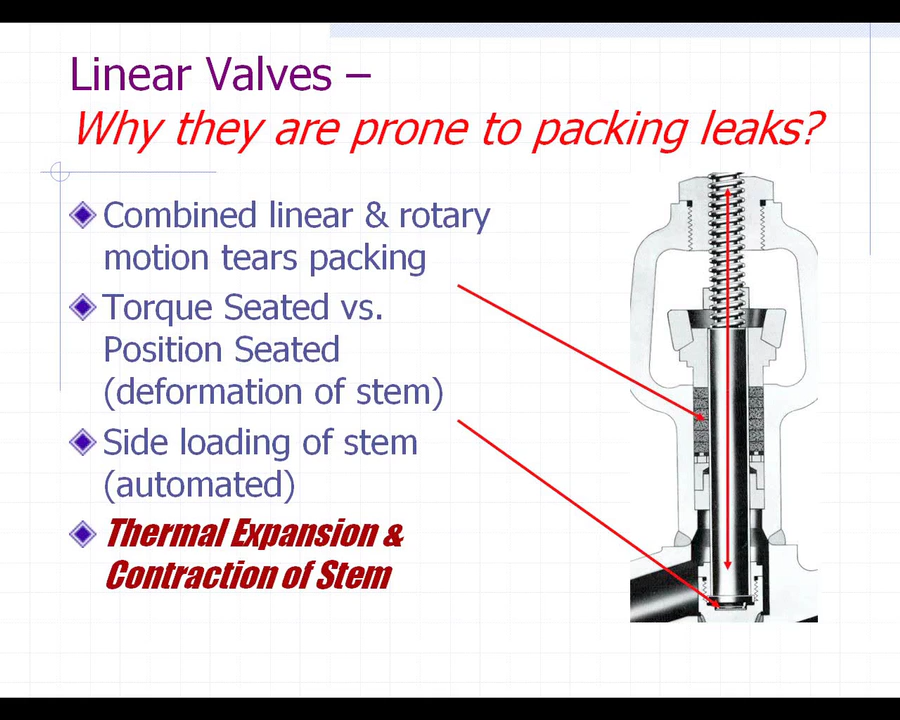 Linear Valves –
Why they are prone to packing leaks?
Combined linear & rotary
motion tears packing
Torque Seated vs.
Position Seated
(deformation of stem)
Side loading of stem
(automated)
Thermal Expansion &
Contraction of Stem